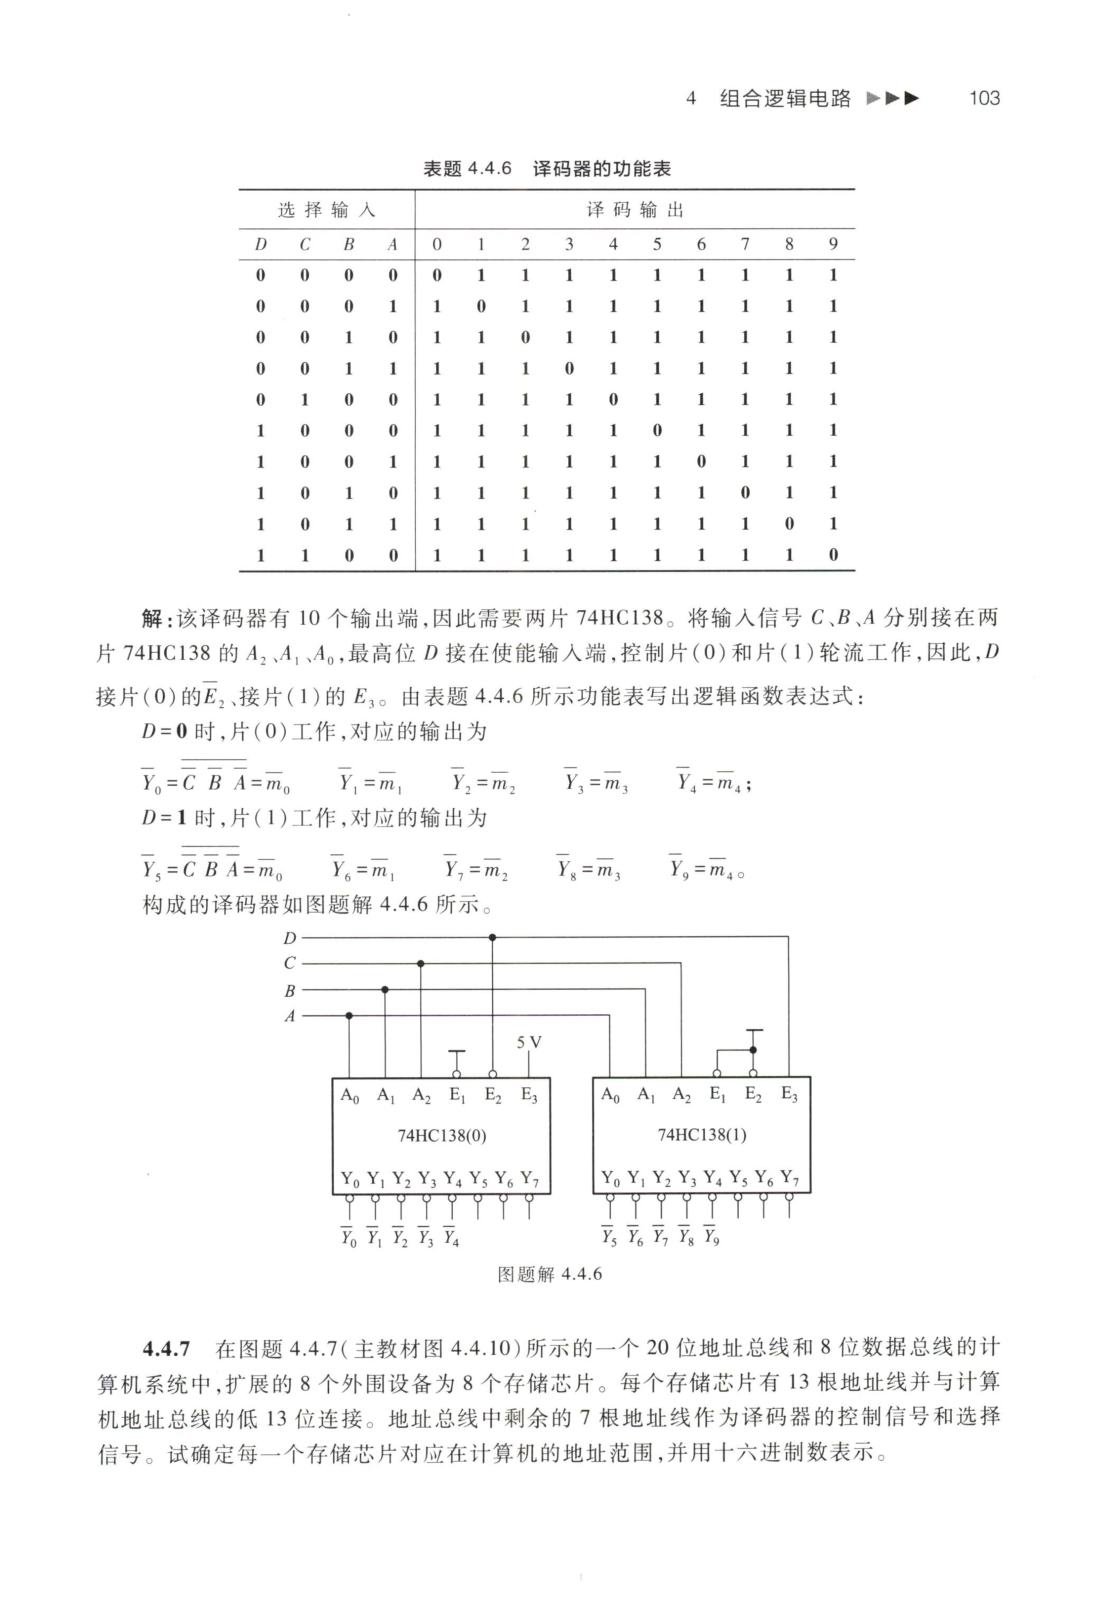 4 组合逻辑电路 ▶▶▶ 103
表题 4.4.6 译码器的功能表
选择输入 译码输出
D C B A 0 1 2 3 4 5 6 7 8 9
0 0 0 0 0 1 1 1 1 1 1 1 1 1
0 0 0 1 1 0 1 1 1 1 1 1 1 1
0 0 1 0 1 1 0 1 1 1 1 1 1 1
0 0 1 1 1 1 1 0 1 1 1 1 1 1
0 1 0 0 1 1 1 1 0 1 1 1 1 1
1 0 0 0 1 1 1 1 1 0 1 1 1 1
1 0 0 1 1 1 1 1 1 1 0 1 1 1
1 0 1 0 1 1 1 1 1 1 1 0 1 1
1 0 1 1 1 1 1 1 1 1 1 1 0 1
1 1 0 0 1 1 1 1 1 1 1 1 1 0
解:该译码器有 10 个输出端,因此需要两片 74HC138。将输入信号 C、B、A 分别接在两
片 74HC138 的 A₂、A₁、A₀,最高位 D 接在使能输入端,控制片(0)和片(1)轮流工作,因此,D
接片(0)的E̅₂、接片(1)的 E₃。由表题 4.4.6 所示功能表写出逻辑函数表达式:
D=0 时,片(0)工作,对应的输出为
Y̅₀=\overline{C̅ B̅ A̅}=m̅₀ Y̅₁=m̅₁ Y̅₂=m̅₂ Y̅₃=m̅₃ Y̅₄=m̅₄;
D=1 时,片(1)工作,对应的输出为
Y̅₅=\overline{C̅ B̅ A̅}=m̅₀ Y̅₆=m̅₁ Y̅₇=m̅₂ Y̅₈=m̅₃ Y̅₉=m̅₄。
构成的译码器如图题解 4.4.6 所示。
D
C
B
A
5 V
A₀ A₁ A₂ E₁ E₂ E₃ A₀ A₁ A₂ E₁ E₂ E₃
74HC138(0) 74HC138(1)
Y₀ Y₁ Y₂ Y₃ Y₄ Y₅ Y₆ Y₇ Y₀ Y₁ Y₂ Y₃ Y₄ Y₅ Y₆ Y₇
Y̅₀ Y̅₁ Y̅₂ Y̅₃ Y̅₄ Y̅₅ Y̅₆ Y̅₇ Y̅₈ Y̅₉
图题解 4.4.6
4.4.7 在图题 4.4.7(主教材图 4.4.10)所示的一个 20 位地址总线和 8 位数据总线的计
算机系统中,扩展的 8 个外围设备为 8 个存储芯片。每个存储芯片有 13 根地址线并与计算
机地址总线的低 13 位连接。地址总线中剩余的 7 根地址线作为译码器的控制信号和选择
信号。试确定每一个存储芯片对应在计算机的地址范围,并用十六进制数表示。